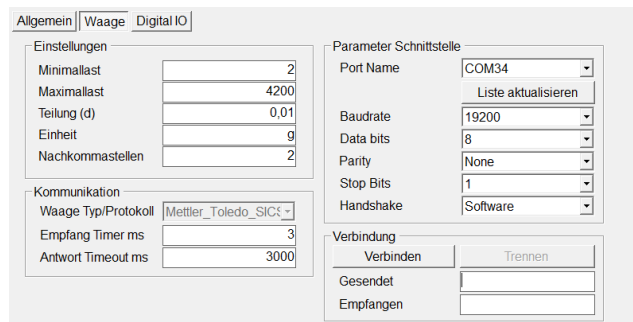 Allgemein Waage Digital IO
Einstellungen
Minimallast 2
Maximallast 4200
Teilung (d) 0,01
Einheit g
Nachkommastellen 2
Kommunikation
Waage Typ/Protokoll Mettler_Toledo_SICS
Empfang Timer ms 3
Antwort Timeout ms 3000
Parameter Schnittstelle
Port Name COM34
Liste aktualisieren
Baudrate 19200
Data bits 8
Parity None
Stop Bits 1
Handshake Software
Verbindung
Verbinden Trennen
Gesendet
Empfangen